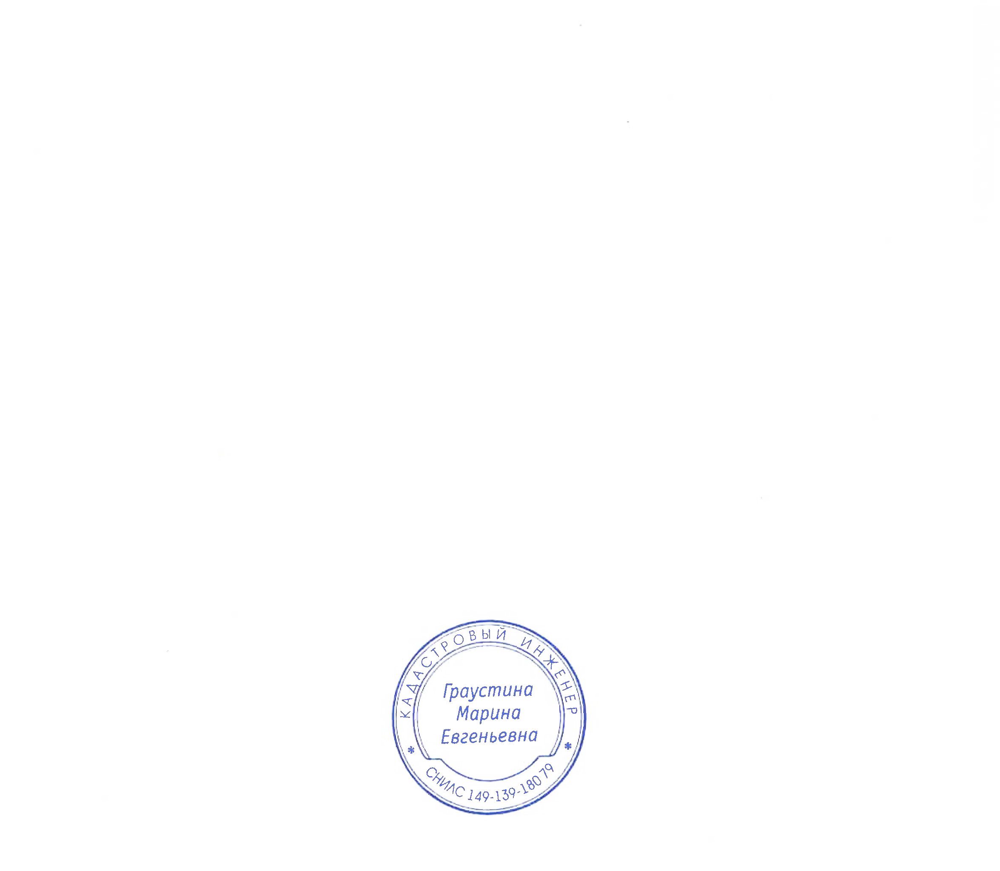 КАДАСТРОВЫЙ ИНЖЕНЕР
Граустина
Марина
Евгеньевна
* СНИЛС 149-139-180 79 *